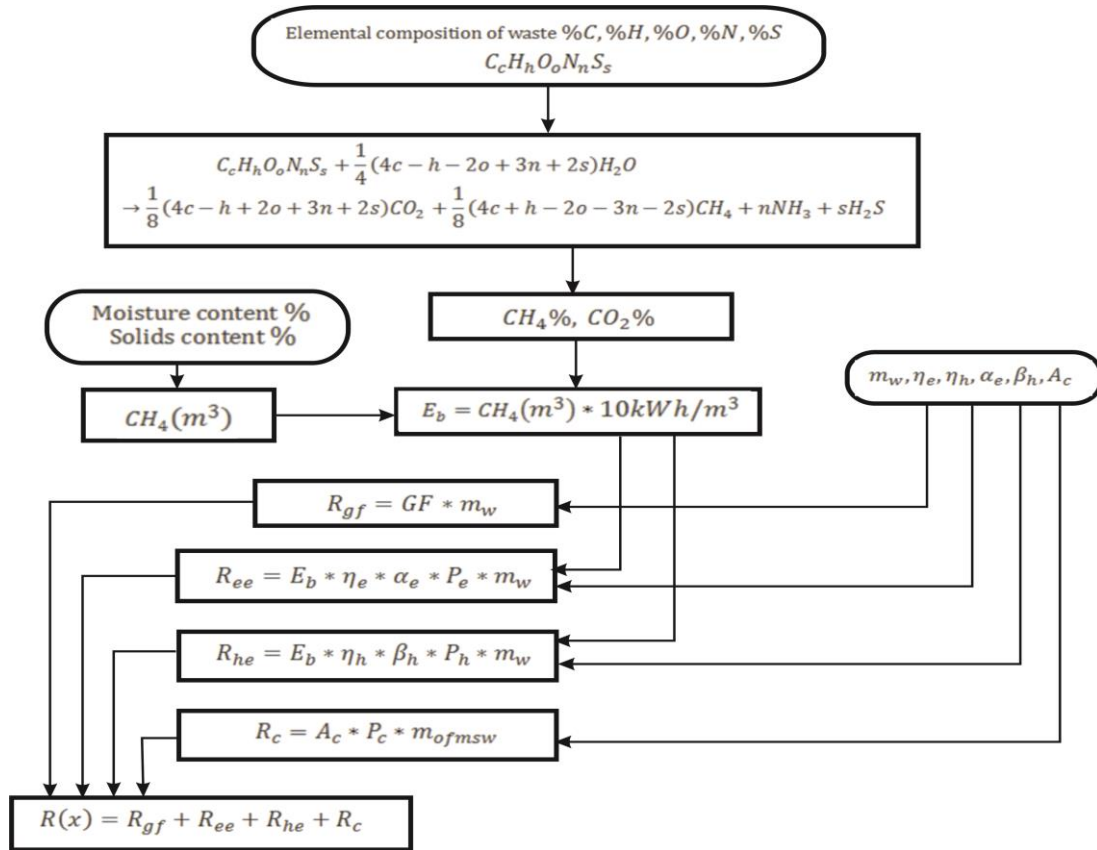 Elemental composition of waste %C, %H, %O, %N, %S
C_cH_hO_oN_nS_s
C_cH_hO_oN_nS_s + 1/4(4c − h − 2o + 3n + 2s)H_2O
→ 1/8(4c − h + 2o + 3n + 2s)CO_2 + 1/8(4c + h − 2o − 3n − 2s)CH_4 + nNH_3 + sH_2S
Moisture content %
Solids content %
CH_4%, CO_2%
m_w, η_e, η_h, α_e, β_h, A_c
CH_4(m^3)
E_b = CH_4(m^3) * 10kWh/m^3
R_gf = GF * m_w
R_ee = E_b * η_e * α_e * P_e * m_w
R_he = E_b * η_h * β_h * P_h * m_w
R_c = A_c * P_c * m_ofmsw
R(x) = R_gf + R_ee + R_he + R_c